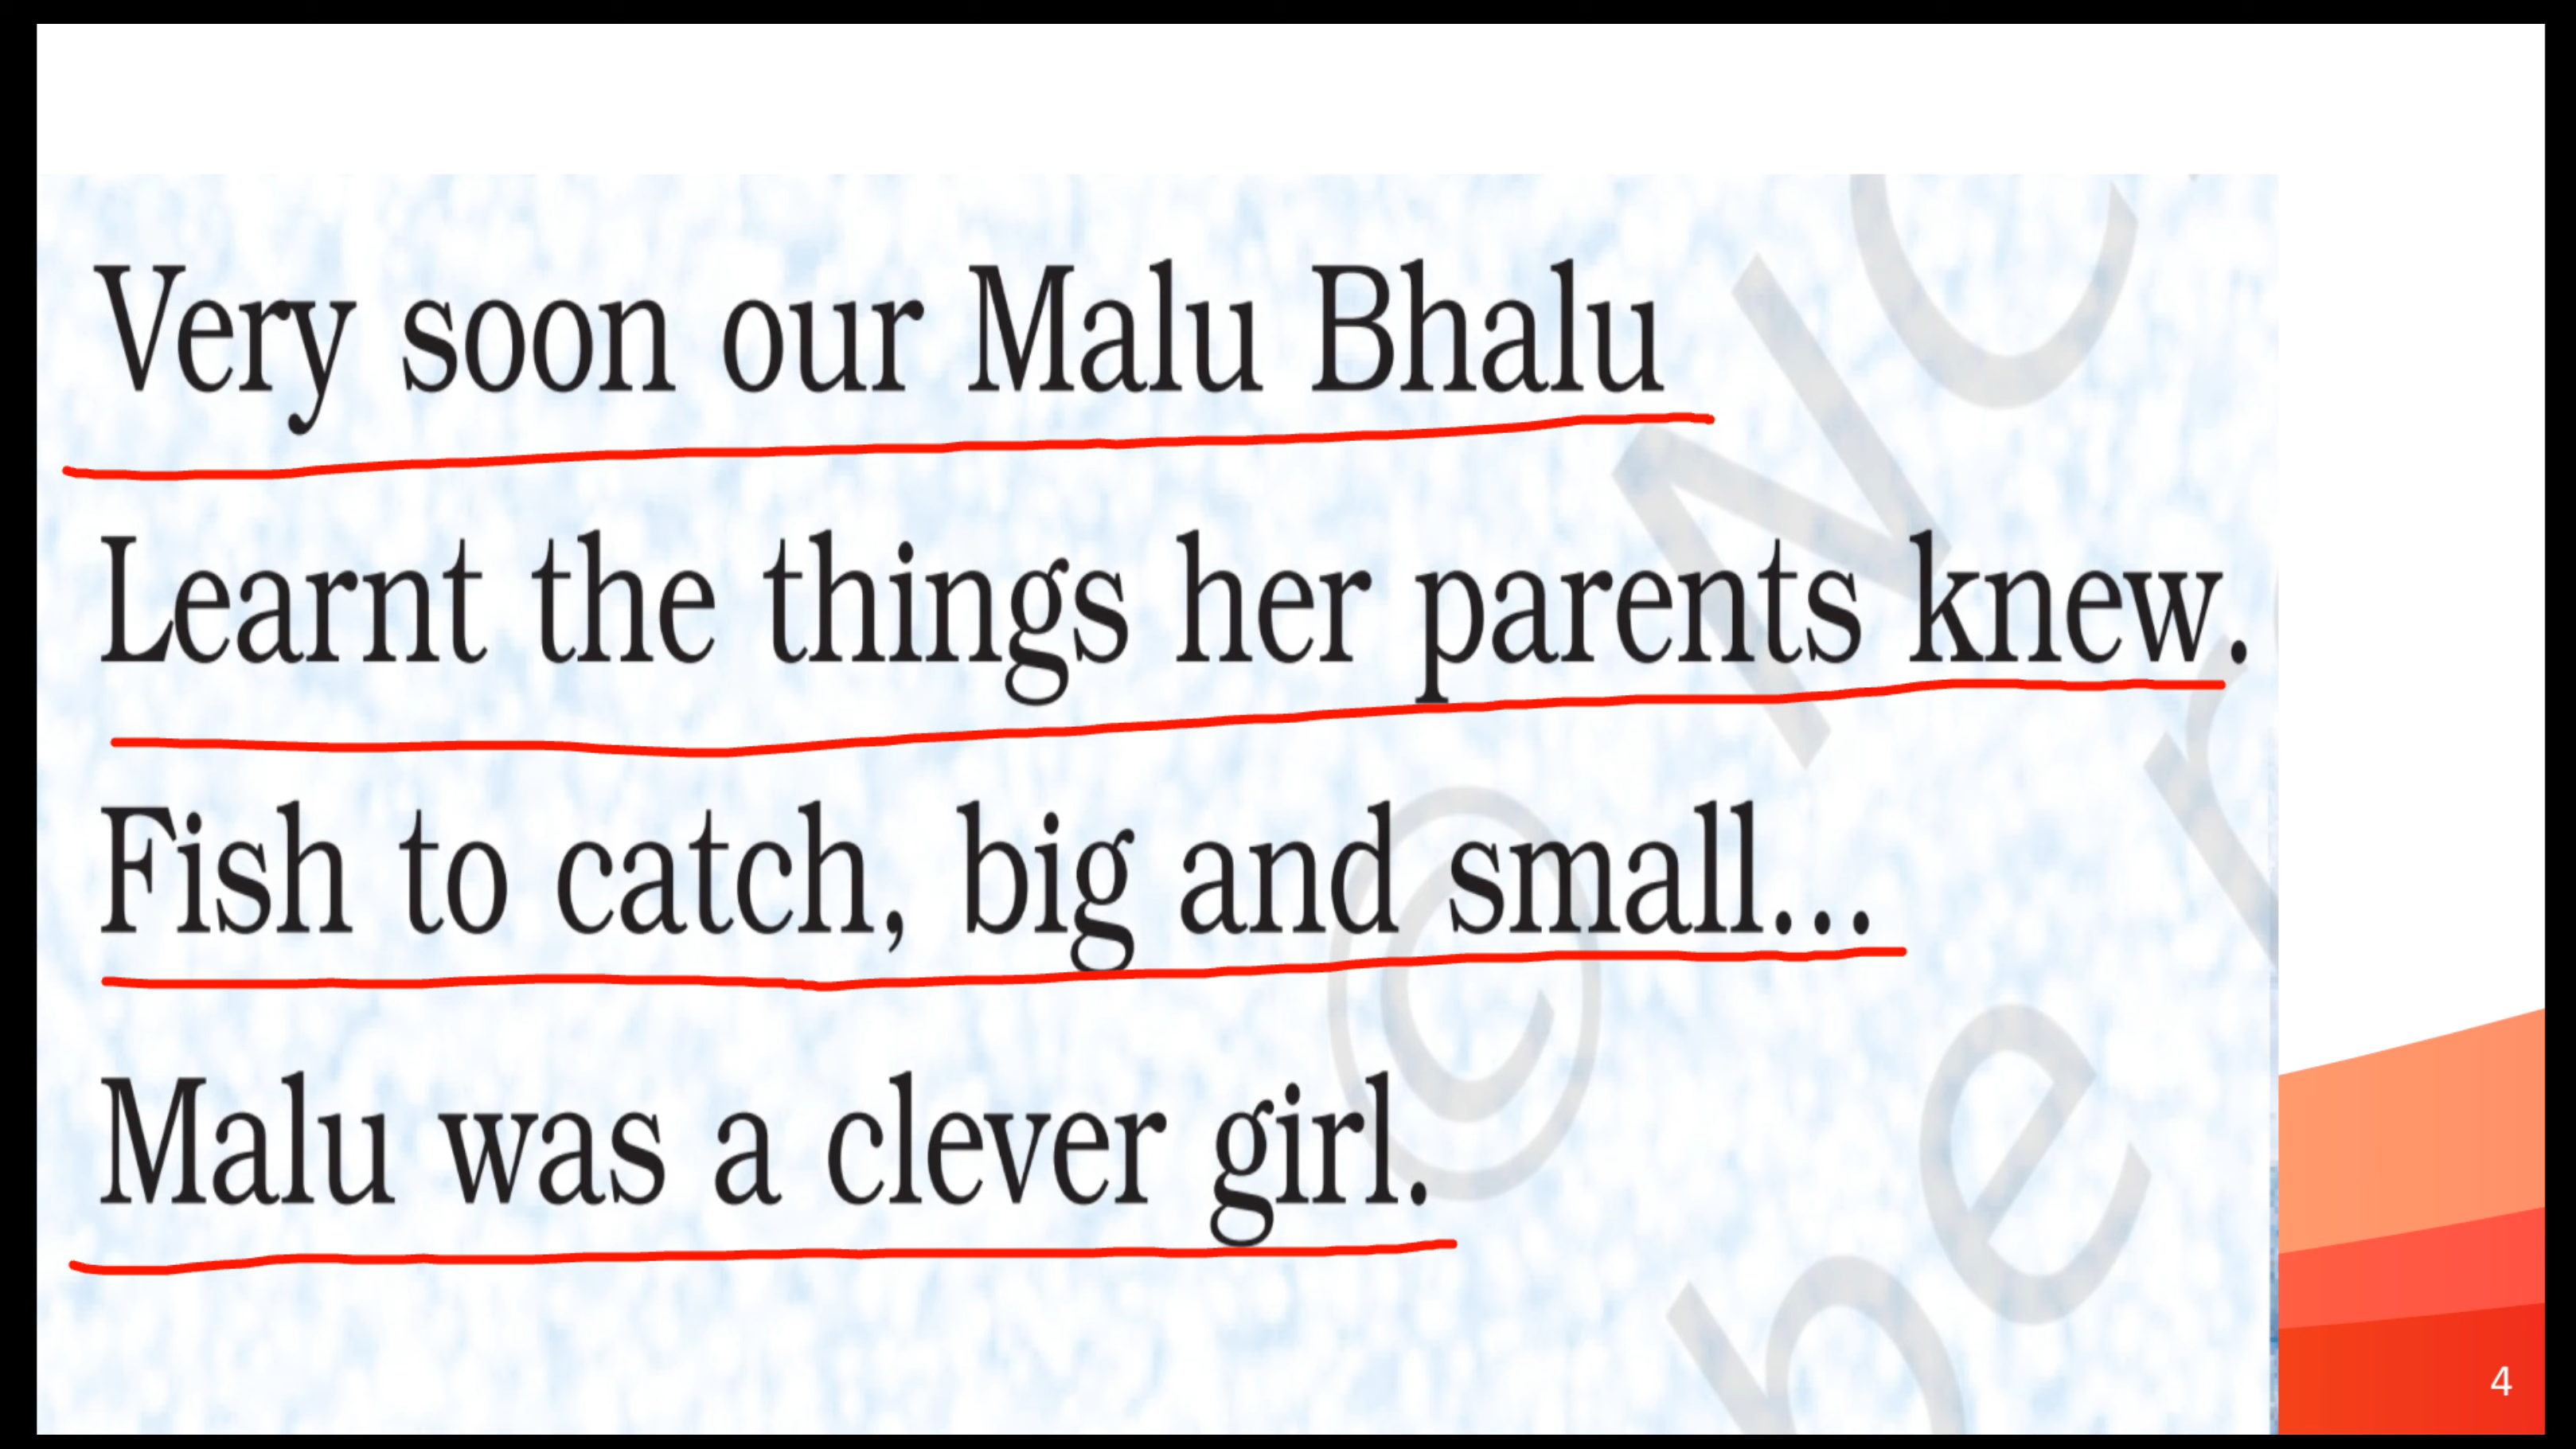 Very soon our Malu Bhalu
Learnt the things her parents knew.
Fish to catch, big and small...
Malu was a clever girl.
4